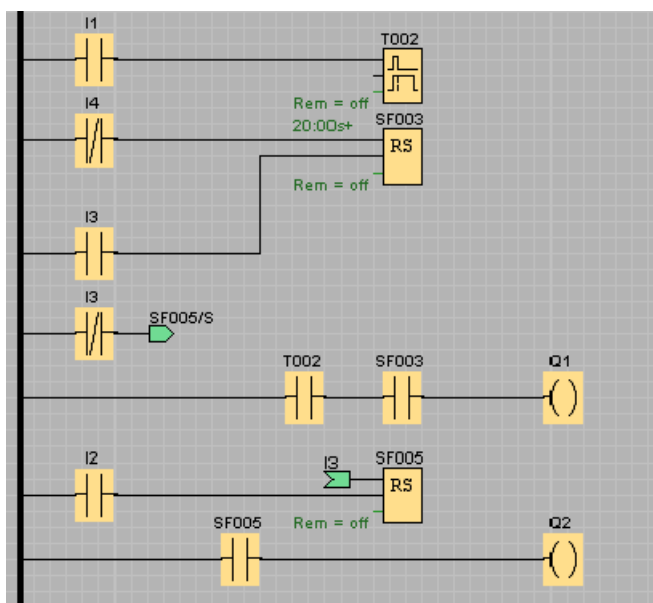 I1
T002
Rem = off
20:00s+
I4
SF003
RS
Rem = off
I3
I3
SF005/S
T002 SF003 Q1
I2
I3
SF005
RS
Rem = off
SF005
Q2